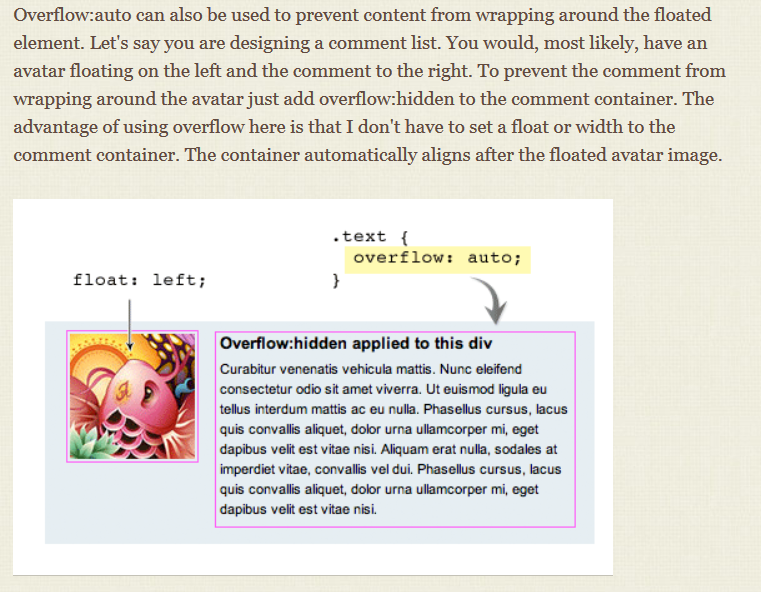 Overflow:auto can also be used to prevent content from wrapping around the floated
element. Let's say you are designing a comment list. You would, most likely, have an
avatar floating on the left and the comment to the right. To prevent the comment from
wrapping around the avatar just add overflow:hidden to the comment container. The
advantage of using overflow here is that I don't have to set a float or width to the
comment container. The container automatically aligns after the floated avatar image.
.text {
overflow: auto;
}
float: left;
Overflow:hidden applied to this div
Curabitur venenatis vehicula mattis. Nunc eleifend
consectetur odio sit amet viverra. Ut euismod ligula eu
tellus interdum mattis ac eu nulla. Phasellus cursus, lacus
quis convallis aliquet, dolor urna ullamcorper mi, eget
dapibus velit est vitae nisi. Aliquam erat nulla, sodales at
imperdiet vitae, convallis vel dui. Phasellus cursus, lacus
quis convallis aliquet, dolor urna ullamcorper mi, eget
dapibus velit est vitae nisi.